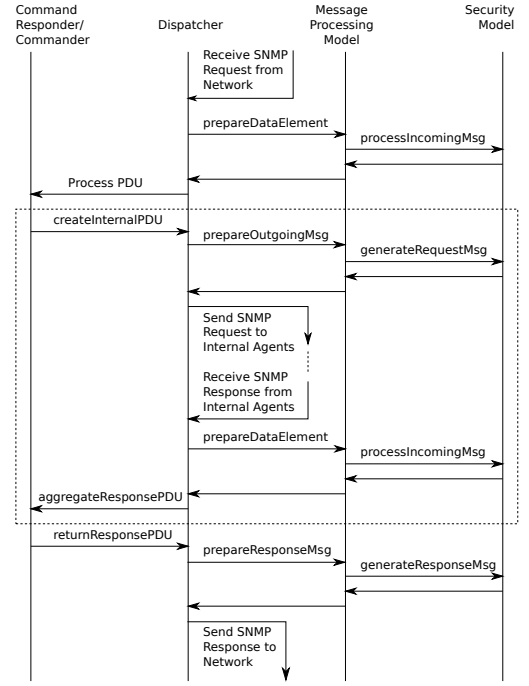 Command
Responder/
Commander
Dispatcher
Message
Processing
Model
Security
Model
Receive SNMP
Request from
Network
prepareDataElement
processIncomingMsg
Process PDU
createInternalPDU
prepareOutgoingMsg
generateRequestMsg
Send SNMP
Request to
Internal Agents
Receive SNMP
Response from
Internal Agents
prepareDataElement
processIncomingMsg
aggregateResponsePDU
returnResponsePDU
prepareResponseMsg
generateResponseMsg
Send SNMP
Response to
Network